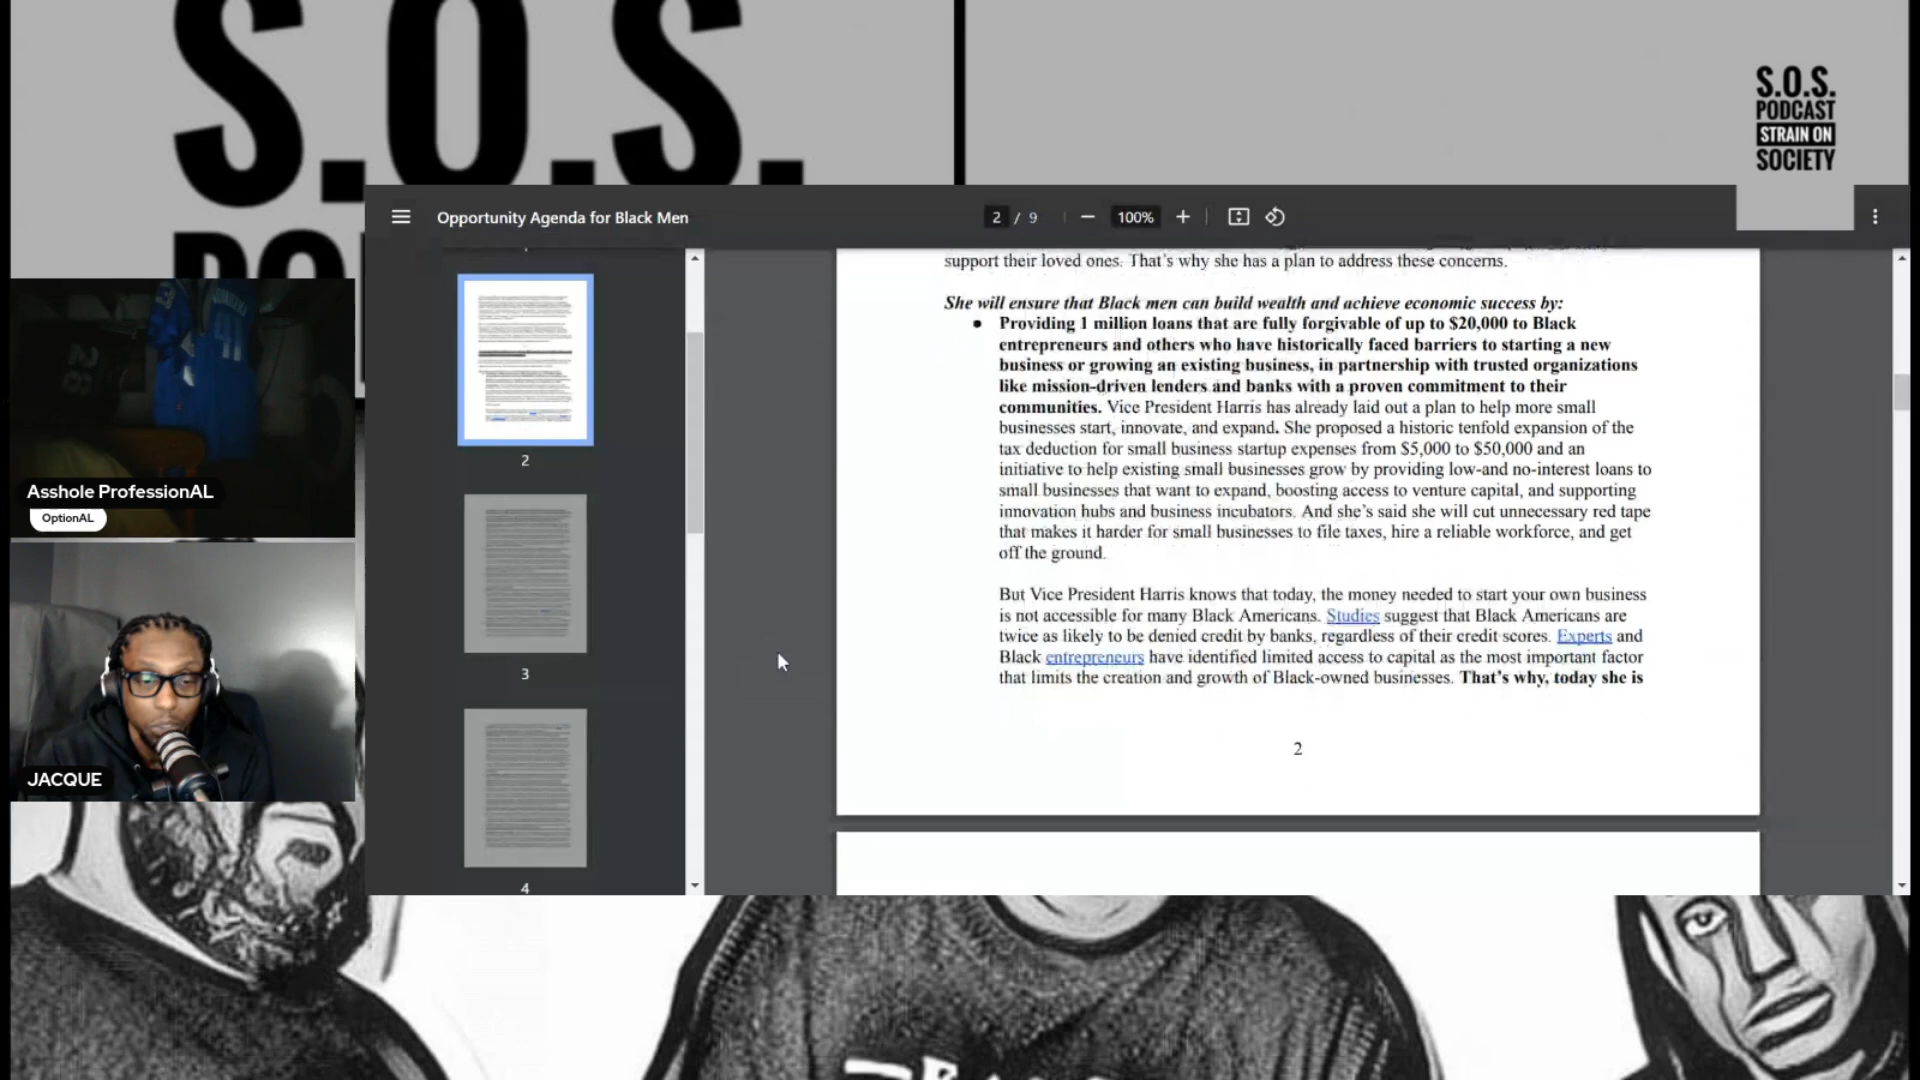 S.O.S.
S.O.S.
PODCAST
STRAIN ON
SOCIETY
Opportunity Agenda for Black Men
2 / 9
100%
support their loved ones. That’s why she has a plan to address these concerns.
She will ensure that Black men can build wealth and achieve economic success by:
● Providing 1 million loans that are fully forgivable of up to $20,000 to Black
entrepreneurs and others who have historically faced barriers to starting a new
business or growing an existing business, in partnership with trusted organizations
like mission-driven lenders and banks with a proven commitment to their
communities. Vice President Harris has already laid out a plan to help more small
businesses start, innovate, and expand. She proposed a historic tenfold expansion of the
tax deduction for small business startup expenses from $5,000 to $50,000 and an
initiative to help existing small businesses grow by providing low-and no-interest loans to
small businesses that want to expand, boosting access to venture capital, and supporting
innovation hubs and business incubators. And she’s said she will cut unnecessary red tape
that makes it harder for small businesses to file taxes, hire a reliable workforce, and get
off the ground.
But Vice President Harris knows that today, the money needed to start your own business
is not accessible for many Black Americans. Studies suggest that Black Americans are
twice as likely to be denied credit by banks, regardless of their credit scores. Experts and
Black entrepreneurs have identified limited access to capital as the most important factor
that limits the creation and growth of Black-owned businesses. That’s why, today she is
2
2
3
4
Asshole ProfessionAL
OptionAL
JACQUE